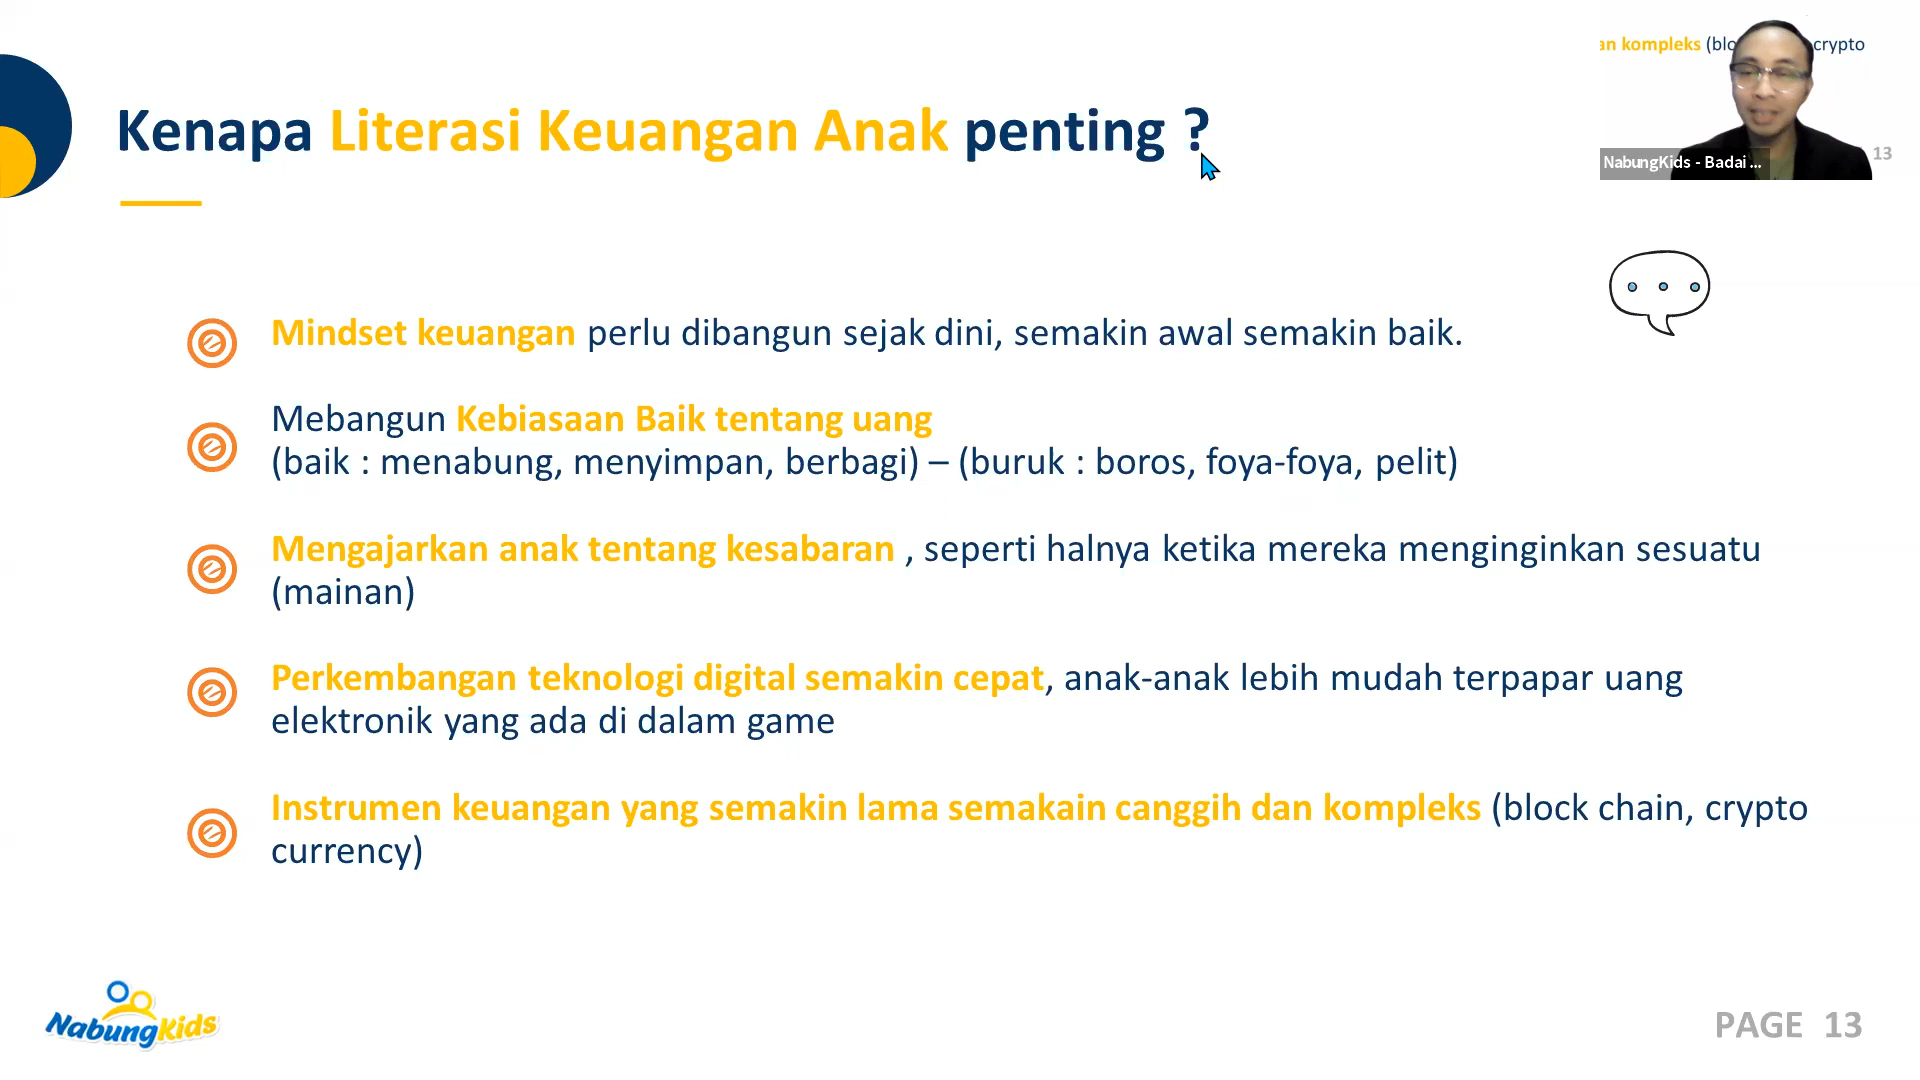 an kompleks (blo crypto
13
NabungKids - Badai ...
Kenapa Literasi Keuangan Anak penting ?
Mindset keuangan perlu dibangun sejak dini, semakin awal semakin baik.
Mebangun Kebiasaan Baik tentang uang
(baik : menabung, menyimpan, berbagi) – (buruk : boros, foya-foya, pelit)
Mengajarkan anak tentang kesabaran , seperti halnya ketika mereka menginginkan sesuatu
(mainan)
Perkembangan teknologi digital semakin cepat, anak-anak lebih mudah terpapar uang
elektronik yang ada di dalam game
Instrumen keuangan yang semakin lama semakain canggih dan kompleks (block chain, crypto
currency)
NabungKids
PAGE 13